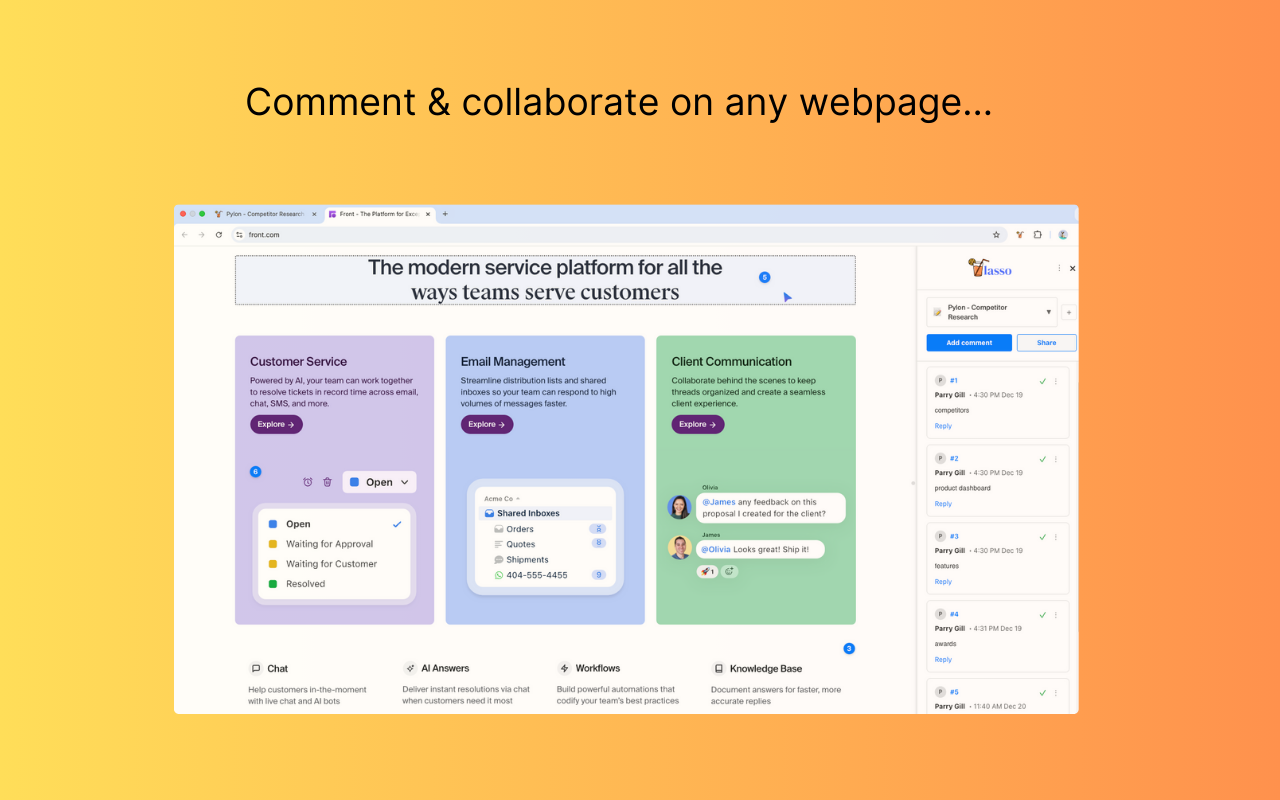 Comment & collaborate on any webpage...
Pylon - Competitor Research
Front - The Platform for Exce
front.com
The modern service platform for all the
ways teams serve customers
5
Customer Service
Powered by AI, your team can work together
to resolve tickets in record time across email,
chat, SMS, and more.
Explore →
6
Open
Open
Waiting for Approval
Waiting for Customer
Resolved
Email Management
Streamline distribution lists and shared
inboxes so your team can respond to high
volumes of messages faster.
Explore →
Acme Co
Shared Inboxes
Orders
Quotes
Shipments
404-555-4455
Client Communication
Collaborate behind the scenes to keep
threads organized and create a seamless
client experience.
Explore →
Olivia
@James any feedback on this
proposal I created for the client?
James
@Olivia Looks great! Ship it!
1
3
Chat
Help customers in-the-moment
with live chat and AI bots
AI Answers
Deliver instant resolutions via chat
when customers need it most
Workflows
Build powerful automations that
codify your team's best practices
Knowledge Base
Document answers for faster, more
accurate replies
lasso
Pylon - Competitor
Research
+
Add comment
Share
P #1
Parry Gill • 4:30 PM Dec 19
competitors
Reply
P #2
Parry Gill • 4:30 PM Dec 19
product dashboard
Reply
P #3
Parry Gill • 4:30 PM Dec 19
features
Reply
P #4
Parry Gill • 4:31 PM Dec 19
awards
Reply
P #5
Parry Gill • 11:40 AM Dec 20